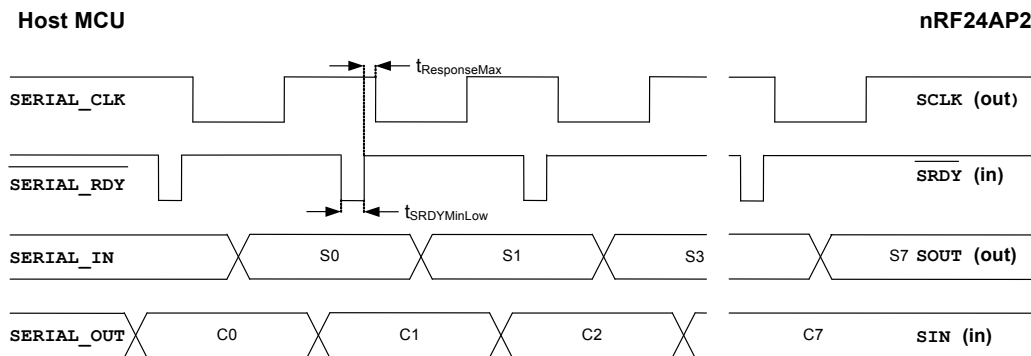 Host MCU nRF24AP2
tResponseMax
SERIAL_CLK SCLK (out)
SERIAL_RDY SRDY (in)
tSRDYMinLow
SERIAL_IN S0 S1 S3 S7 SOUT (out)
SERIAL_OUT C0 C1 C2 C7 SIN (in)